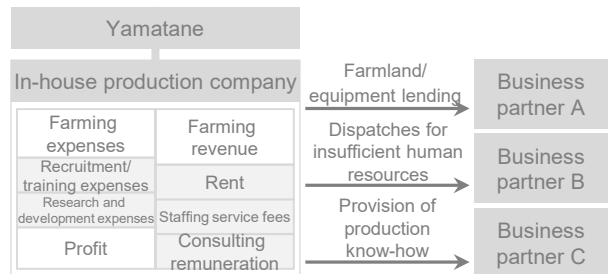 Yamatane
In-house production company
Farming
expenses
Recruitment/
training expenses
Research and
development expenses
Profit
Farming
revenue
Rent
Staffing service fees
Consulting
remuneration
Farmland/
equipment lending
Dispatches for
insufficient human
resources
Provision of
production
know-how
Business
partner A
Business
partner B
Business
partner C